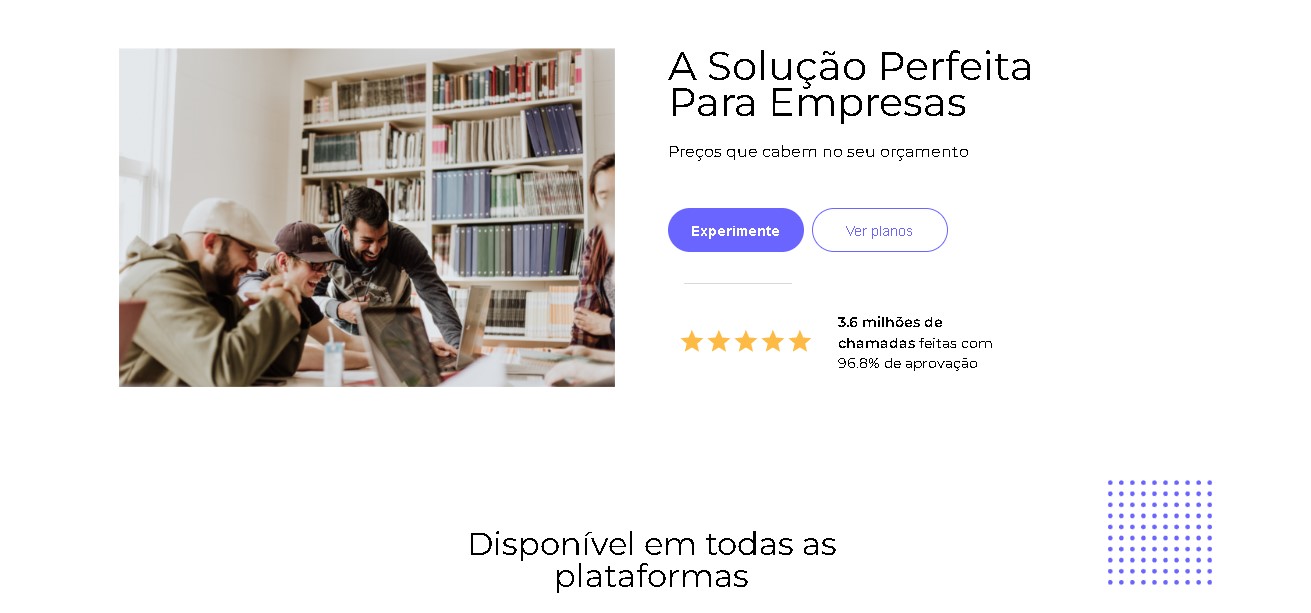 A Solução Perfeita
Para Empresas
Preços que cabem no seu orçamento
Experimente
Ver planos
3.6 milhões de
chamadas feitas com
96.8% de aprovação
Disponível em todas as
plataformas